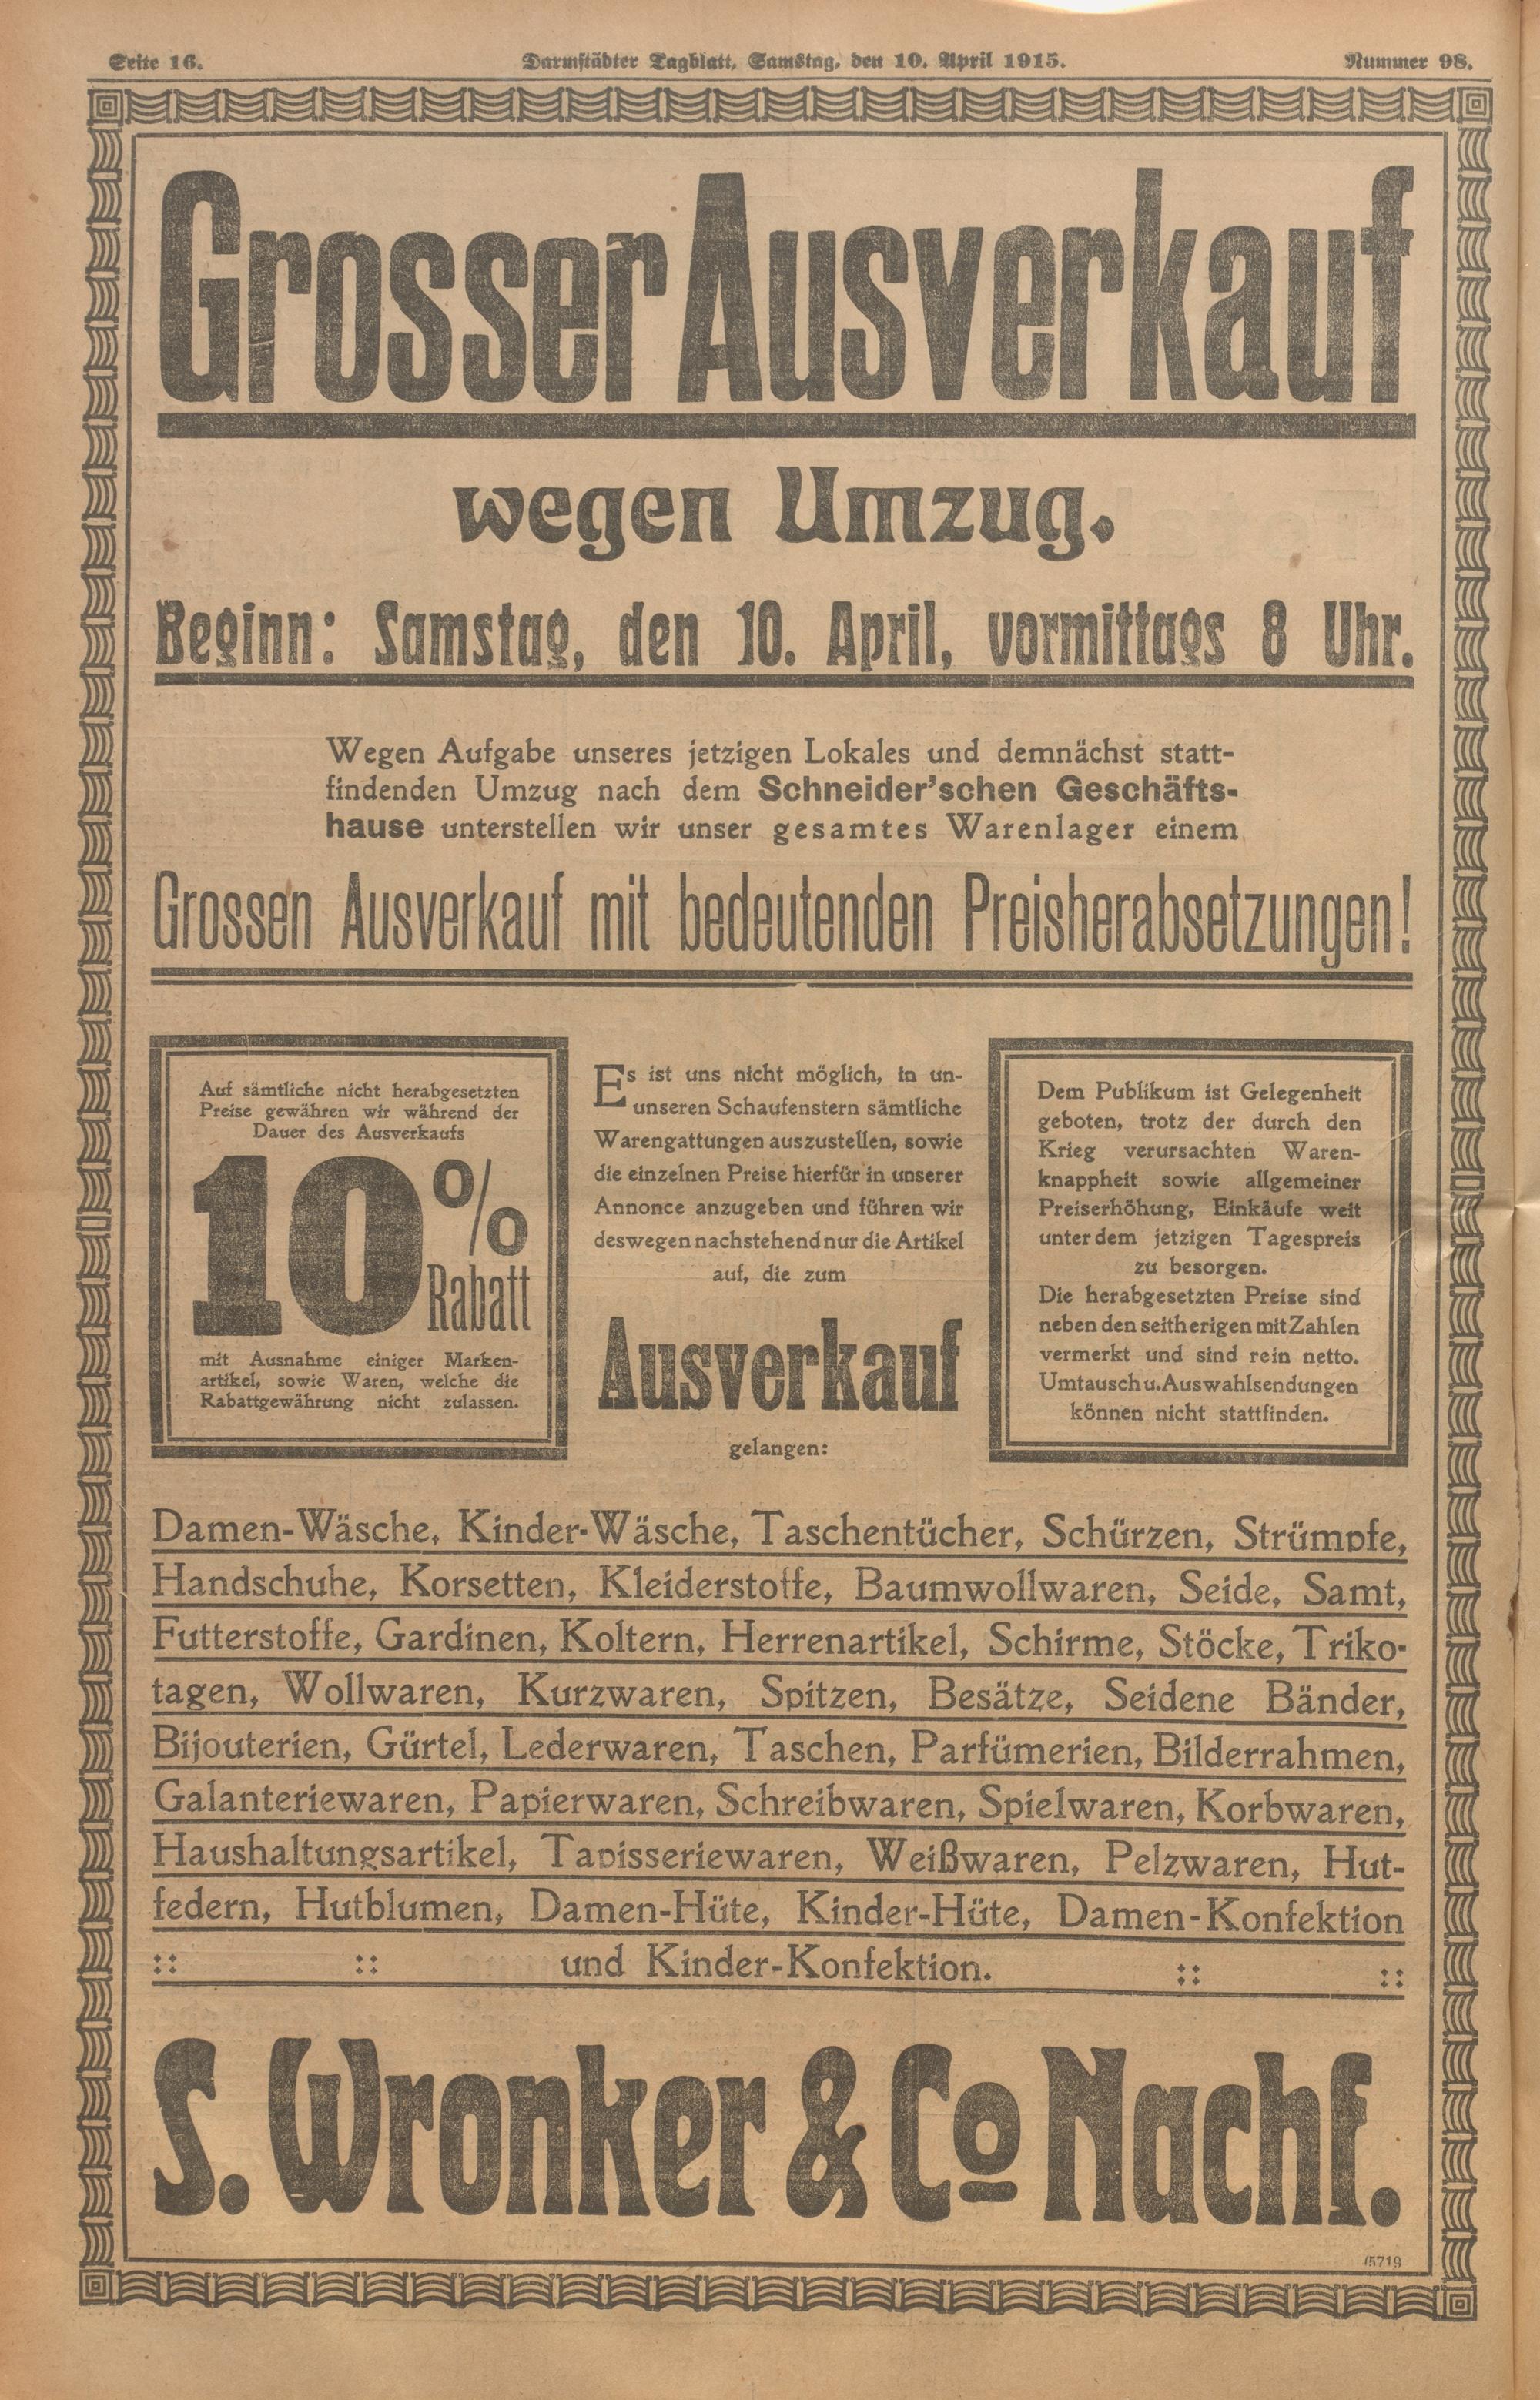 Seite 16.
Darmstädter Tagblatt, Samstag, den 10. April 1915.
Nummer 98.
Grosser Ausverkauf
wegen Umzug.
Beginn: Samstag, den 10. April, vormittags 8 Uhr.
Wegen Aufgabe unseres jetzigen Lokales und demnächst statt-
findenden Umzug nach dem Schneider'schen Geschäfts-
hause unterstellen wir unser gesamtes Warenlager einem
Grossen Ausverkauf mit bedeutenden Preisherabsetzungen!
Auf sämtliche nicht herabgesetzten
Preise gewähren wir während der
Dauer des Ausverkaufs
10%
Rabatt
mit Ausnahme einiger Marken-
artikel, sowie Waren, welche die
Rabattgewährung nicht zulassen.
Es ist uns nicht möglich, in un-
unseren Schaufenstern sämtliche
Warengattungen auszustellen, sowie
die einzelnen Preise hierfür in unserer
Annonce anzugeben und führen wir
deswegen nachstehend nur die Artikel
auf, die zum
Ausverkauf
gelangen:
Dem Publikum ist Gelegenheit
geboten, trotz der durch den
Krieg verursachten Waren-
knappheit sowie allgemeiner
Preiserhöhung, Einkäufe weit
unter dem jetzigen Tagespreis
zu besorgen.
Die herabgesetzten Preise sind
neben den seitherigen mit Zahlen
vermerkt und sind rein netto.
Umtausch u. Auswahlsendungen
können nicht stattfinden.
Damen-Wäsche, Kinder-Wäsche, Taschentücher, Schürzen, Strümpfe,
Handschuhe, Korsetten, Kleiderstoffe, Baumwollwaren, Seide, Samt,
Futterstoffe, Gardinen, Koltern, Herrenartikel, Schirme, Stöcke, Triko-
tagen, Wollwaren, Kurzwaren, Spitzen, Besätze, Seidene Bänder,
Bijouterien, Gürtel, Lederwaren, Taschen, Parfümerien, Bilderrahmen,
Galanteriewaren, Papierwaren, Schreibwaren, Spielwaren, Korbwaren,
Haushaltungsartikel, Tapisseriewaren, Weißwaren, Pelzwaren, Hut-
federn, Hutblumen, Damen-Hüte, Kinder-Hüte, Damen-Konfektion
:: :: und Kinder-Konfektion. :: ::
S. Wronker & Co Nachf.
(5719